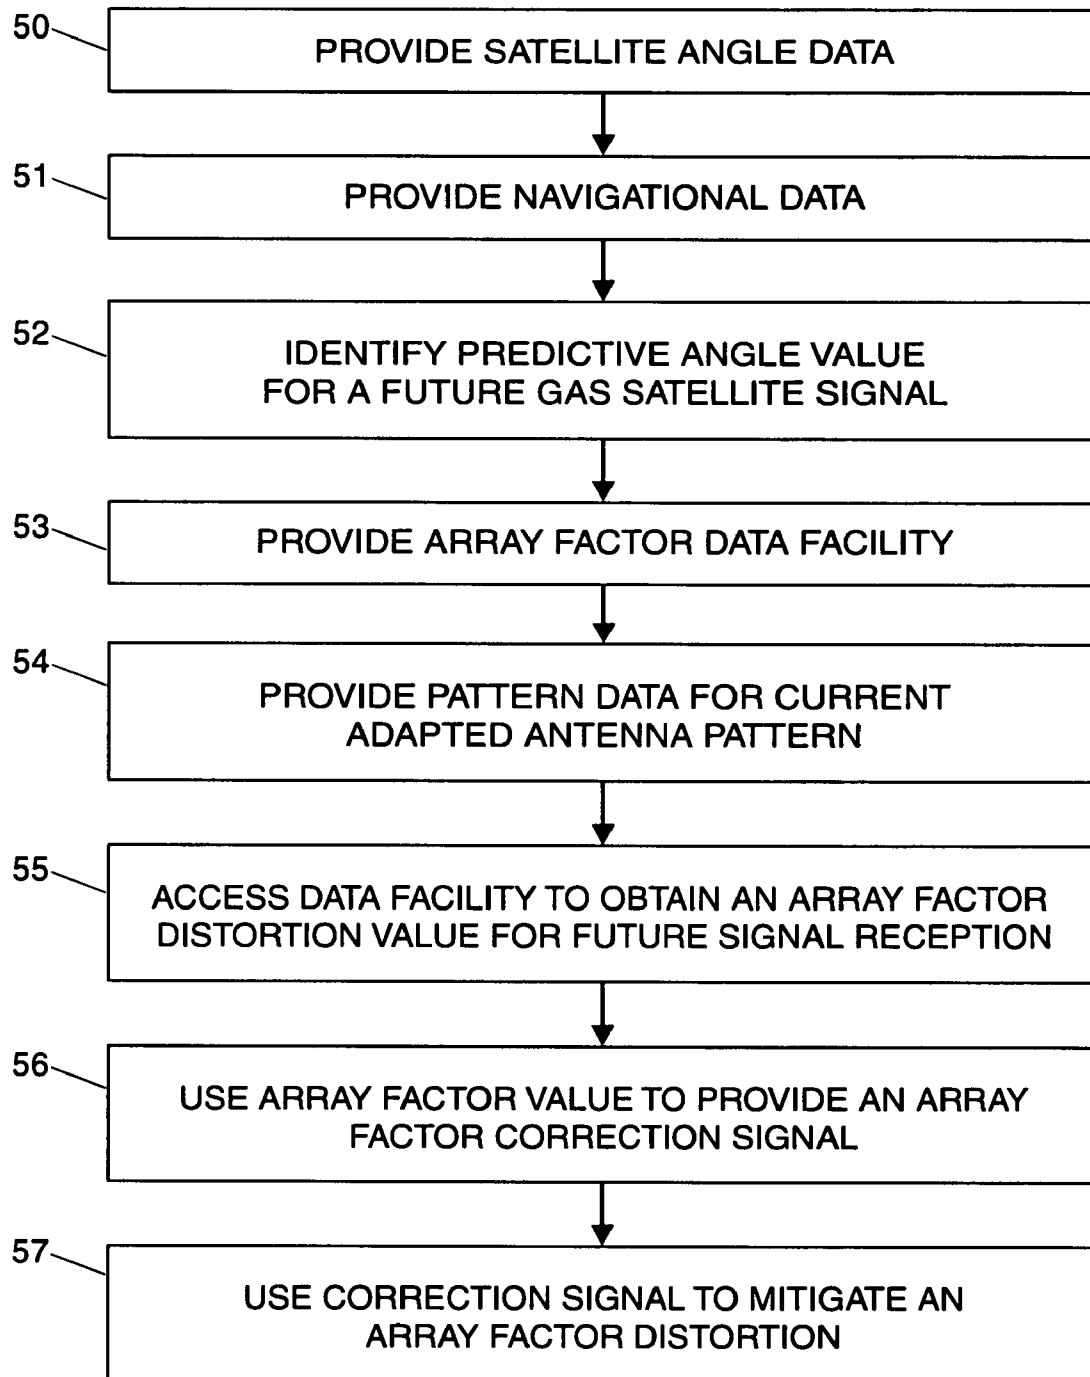 50
PROVIDE SATELLITE ANGLE DATA
51
PROVIDE NAVIGATIONAL DATA
52
IDENTIFY PREDICTIVE ANGLE VALUE
FOR A FUTURE GAS SATELLITE SIGNAL
53
PROVIDE ARRAY FACTOR DATA FACILITY
54
PROVIDE PATTERN DATA FOR CURRENT
ADAPTED ANTENNA PATTERN
55
ACCESS DATA FACILITY TO OBTAIN AN ARRAY FACTOR
DISTORTION VALUE FOR FUTURE SIGNAL RECEPTION
56
USE ARRAY FACTOR VALUE TO PROVIDE AN ARRAY
FACTOR CORRECTION SIGNAL
57
USE CORRECTION SIGNAL TO MITIGATE AN
ARRAY FACTOR DISTORTION